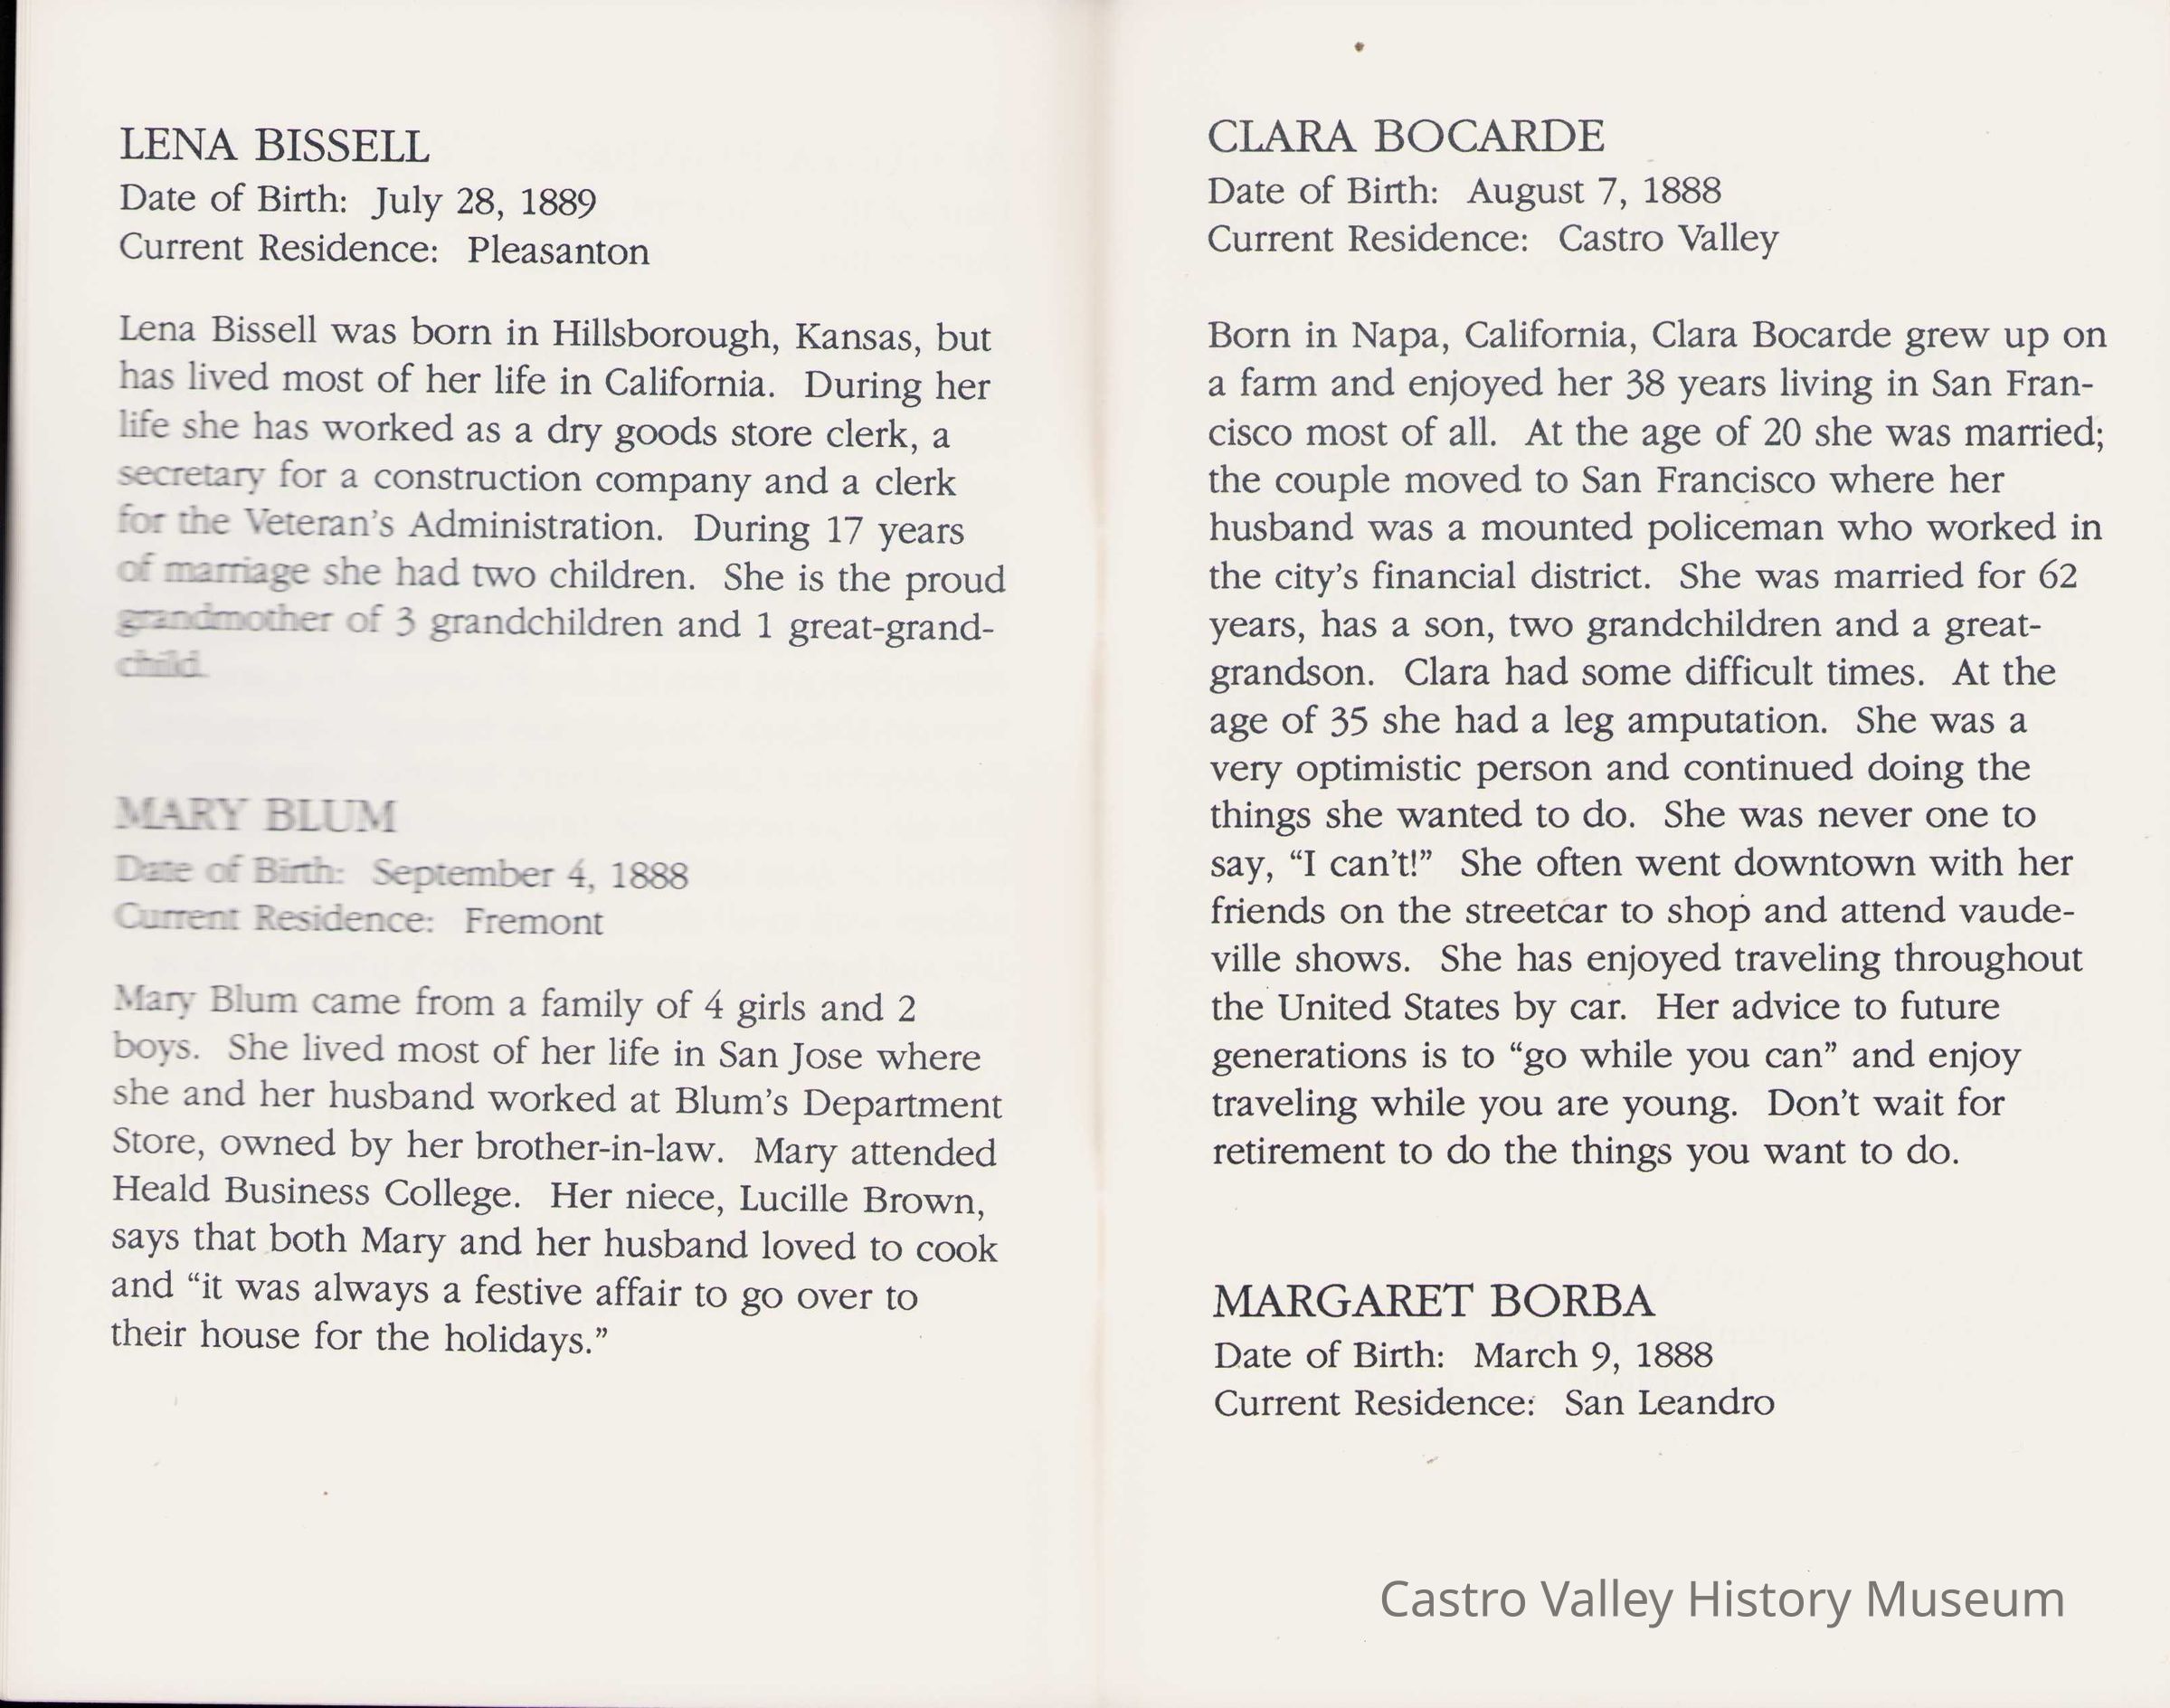 LENA BISSELL
Date of Birth: July 28, 1889
Current Residence: Pleasanton
Lena Bissell was born in Hillsborough, Kansas, but
has lived most of her life in California. During her
life she has worked as a dry goods store clerk, a
secretary for a construction company and a clerk
for the Veteran's Administration. During 17 years
of marriage she had two children. She is the proud
grandmother of 3 grandchildren and 1 great-grand-
child.
MARY BLUM
Date of Birth: September 4, 1888
Current Residence: Fremont
Mary Blum came from a family of 4 girls and 2
boys. She lived most of her life in San Jose where
she and her husband worked at Blum's Department
Store, owned by her brother-in-law. Mary attended
Heald Business College. Her niece, Lucille Brown,
says that both Mary and her husband loved to cook
and “it was always a festive affair to go over to
their house for the holidays.”
CLARA BOCARDE
Date of Birth: August 7, 1888
Current Residence: Castro Valley
Born in Napa, California, Clara Bocarde grew up on
a farm and enjoyed her 38 years living in San Fran-
cisco most of all. At the age of 20 she was married;
the couple moved to San Francisco where her
husband was a mounted policeman who worked in
the city's financial district. She was married for 62
years, has a son, two grandchildren and a great-
grandson. Clara had some difficult times. At the
age of 35 she had a leg amputation. She was a
very optimistic person and continued doing the
things she wanted to do. She was never one to
say, “I can't!” She often went downtown with her
friends on the streetcar to shop and attend vaude-
ville shows. She has enjoyed traveling throughout
the United States by car. Her advice to future
generations is to “go while you can” and enjoy
traveling while you are young. Don't wait for
retirement to do the things you want to do.
MARGARET BORBA
Date of Birth: March 9, 1888
Current Residence: San Leandro
Castro Valley History Museum